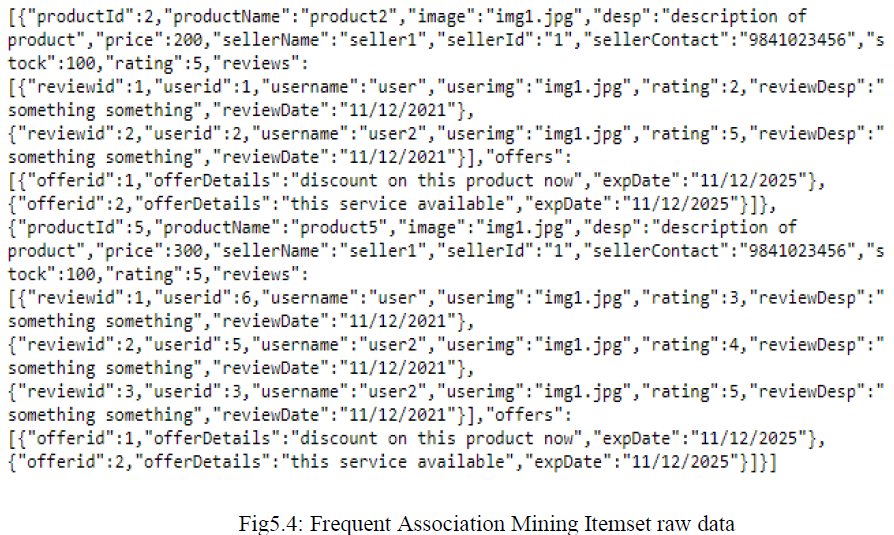 [{"productId":2,"productName":"product2","image":"img1.jpg","desp":"description of
product","price":200,"sellerName":"seller1","sellerId":"1","sellerContact":"9841023456","s
tock":100,"rating":5,"reviews":
[{"reviewid":1,"userid":1,"username":"user","userimg":"img1.jpg","rating":2,"reviewDesp":"
something something","reviewDate":"11/12/2021"},
{"reviewid":2,"userid":2,"username":"user2","userimg":"img1.jpg","rating":5,"reviewDesp":"
something something","reviewDate":"11/12/2021"}],"offers":
[{"offerid":1,"offerDetails":"discount on this product now","expDate":"11/12/2025"},
{"offerid":2,"offerDetails":"this service available","expDate":"11/12/2025"}]},
{"productId":5,"productName":"product5","image":"img1.jpg","desp":"description of
product","price":300,"sellerName":"seller1","sellerId":"1","sellerContact":"9841023456","s
tock":100,"rating":5,"reviews":
[{"reviewid":1,"userid":6,"username":"user","userimg":"img1.jpg","rating":3,"reviewDesp":"
something something","reviewDate":"11/12/2021"},
{"reviewid":2,"userid":5,"username":"user2","userimg":"img1.jpg","rating":4,"reviewDesp":"
something something","reviewDate":"11/12/2021"},
{"reviewid":3,"userid":3,"username":"user2","userimg":"img1.jpg","rating":5,"reviewDesp":"
something something","reviewDate":"11/12/2021"}],"offers":
[{"offerid":1,"offerDetails":"discount on this product now","expDate":"11/12/2025"},
{"offerid":2,"offerDetails":"this service available","expDate":"11/12/2025"}]}]
Fig5.4: Frequent Association Mining Itemset raw data